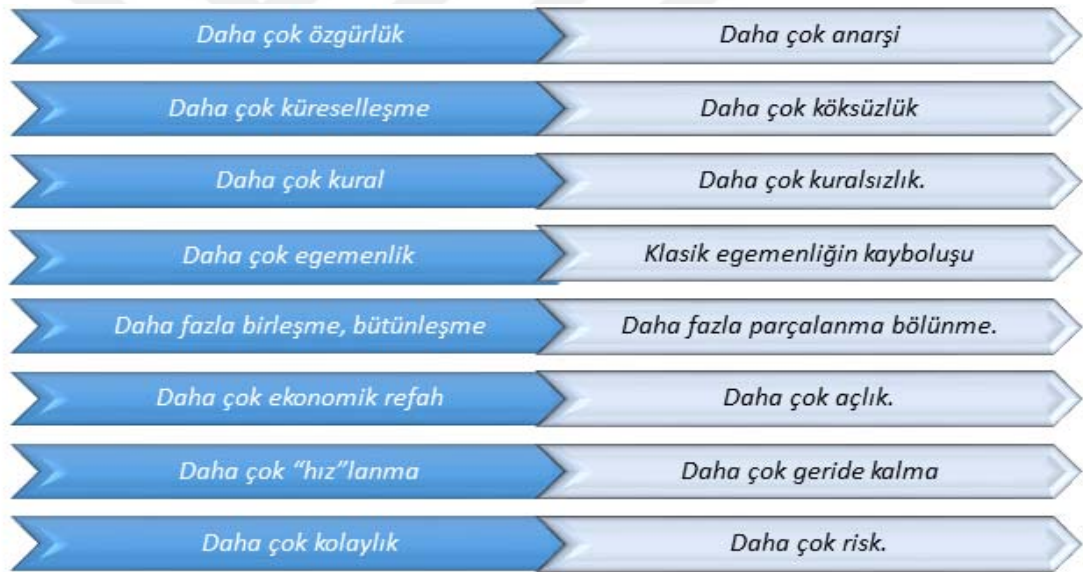 Daha çok özgürlük
Daha çok anarşi
Daha çok küreselleşme
Daha çok köksüzlük
Daha çok kural
Daha çok kuralsızlık.
Daha çok egemenlik
Klasik egemenliğin kayboluşu
Daha fazla birleşme, bütünleşme
Daha fazla parçalanma bölünme.
Daha çok ekonomik refah
Daha çok açlık.
Daha çok “hız”lanma
Daha çok geride kalma
Daha çok kolaylık
Daha çok risk.